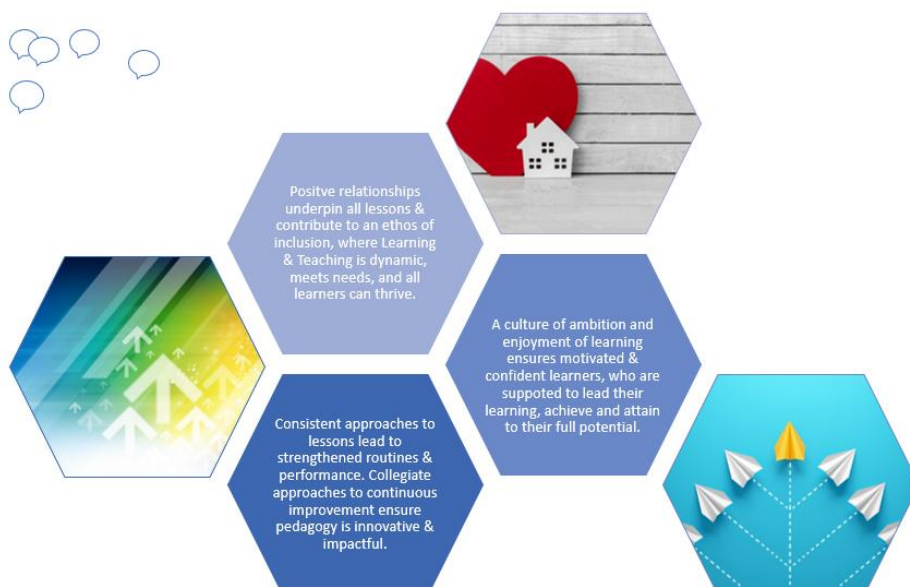 Positve relationships
underpin all lessons &
contribute to an ethos of
inclusion, where Learning
& Teaching is dynamic,
meets needs, and all
learners can thrive.
A culture of ambition and
enjoyment of learning
ensures motivated &
confident learners, who are
suppoted to lead their
learning, achieve and attain
to their full potential.
Consistent approaches to
lessons lead to
strengthened routines &
performance. Collegiate
approaches to continuous
improvement ensure
pedagogy is innovative &
impactful.